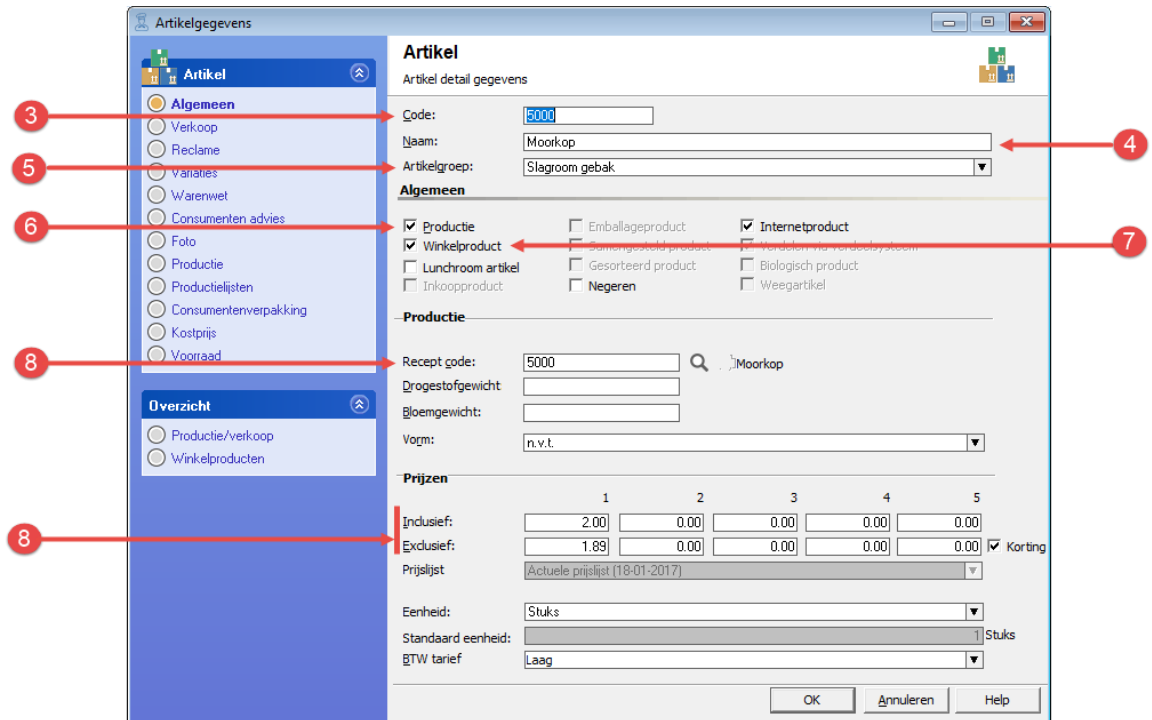 Artikelgegevens
Artikel
Algemeen
Verkoop
Reclame
Variaties
Warenwet
Consumenten advies
Foto
Productie
Productielijsten
Consumentenverpakking
Kostprijs
Voorraad
Overzicht
Productie/verkoop
Winkelproducten
Artikel
Artikel detail gegevens
3 Code: 5000
Naam: Moorkop 4
5 Artikelgroep: Slagroom gebak
Algemeen
6 Productie Emballageproduct Internetproduct
Winkelproduct Samengesteld product Verdelen via verdeelsysteem 7
Lunchroom artikel Gesorteerd product Biologisch product
Inkoopproduct Negeren Weegartikel
Productie
8 Recept code: 5000 Moorkop
Drogestofgewicht
Bloemgewicht:
Vorm: n.v.t.
Prijzen
1 2 3 4 5
Inclusief: 2.00 0.00 0.00 0.00 0.00
8 Exclusief: 1.89 0.00 0.00 0.00 0.00 Korting
Prijslijst Actuele prijslijst (18-01-2017)
Eenheid: Stuks
Standaard eenheid: 1 Stuks
BTW tarief Laag
OK Annuleren Help